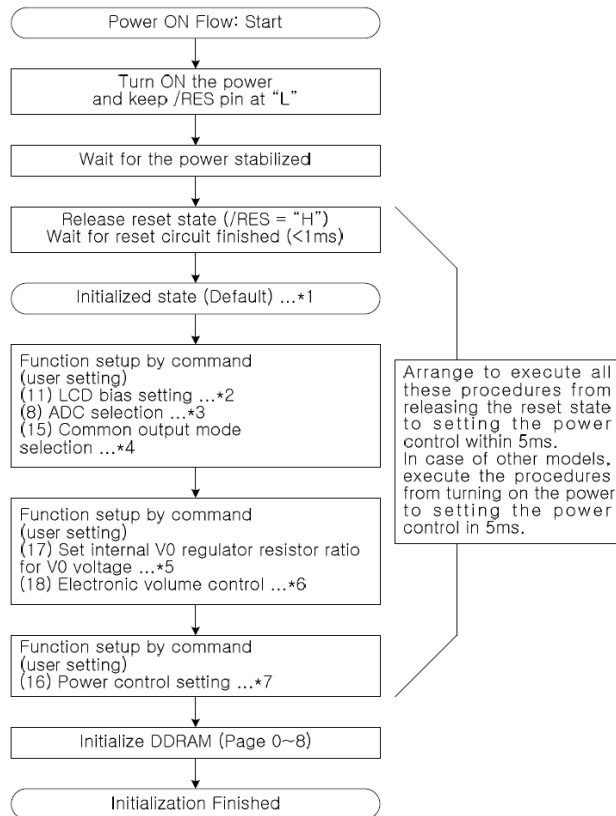 Power ON Flow: Start
Turn ON the power
and keep /RES pin at “L”
Wait for the power stabilized
Release reset state (/RES = “H”)
Wait for reset circuit finished (<1ms)
Initialized state (Default) ...*1
Function setup by command
(user setting)
(11) LCD bias setting ...*2
(8) ADC selection ...*3
(15) Common output mode
selection ...*4
Function setup by command
(user setting)
(17) Set internal V0 regulator resistor ratio
for V0 voltage ...*5
(18) Electronic volume control ...*6
Function setup by command
(user setting)
(16) Power control setting ...*7
Initialize DDRAM (Page 0~8)
Initialization Finished
Arrange to execute all
these procedures from
releasing the reset state
to setting the power
control within 5ms.
In case of other models,
execute the procedures
from turning on the power
to setting the power
control in 5ms.